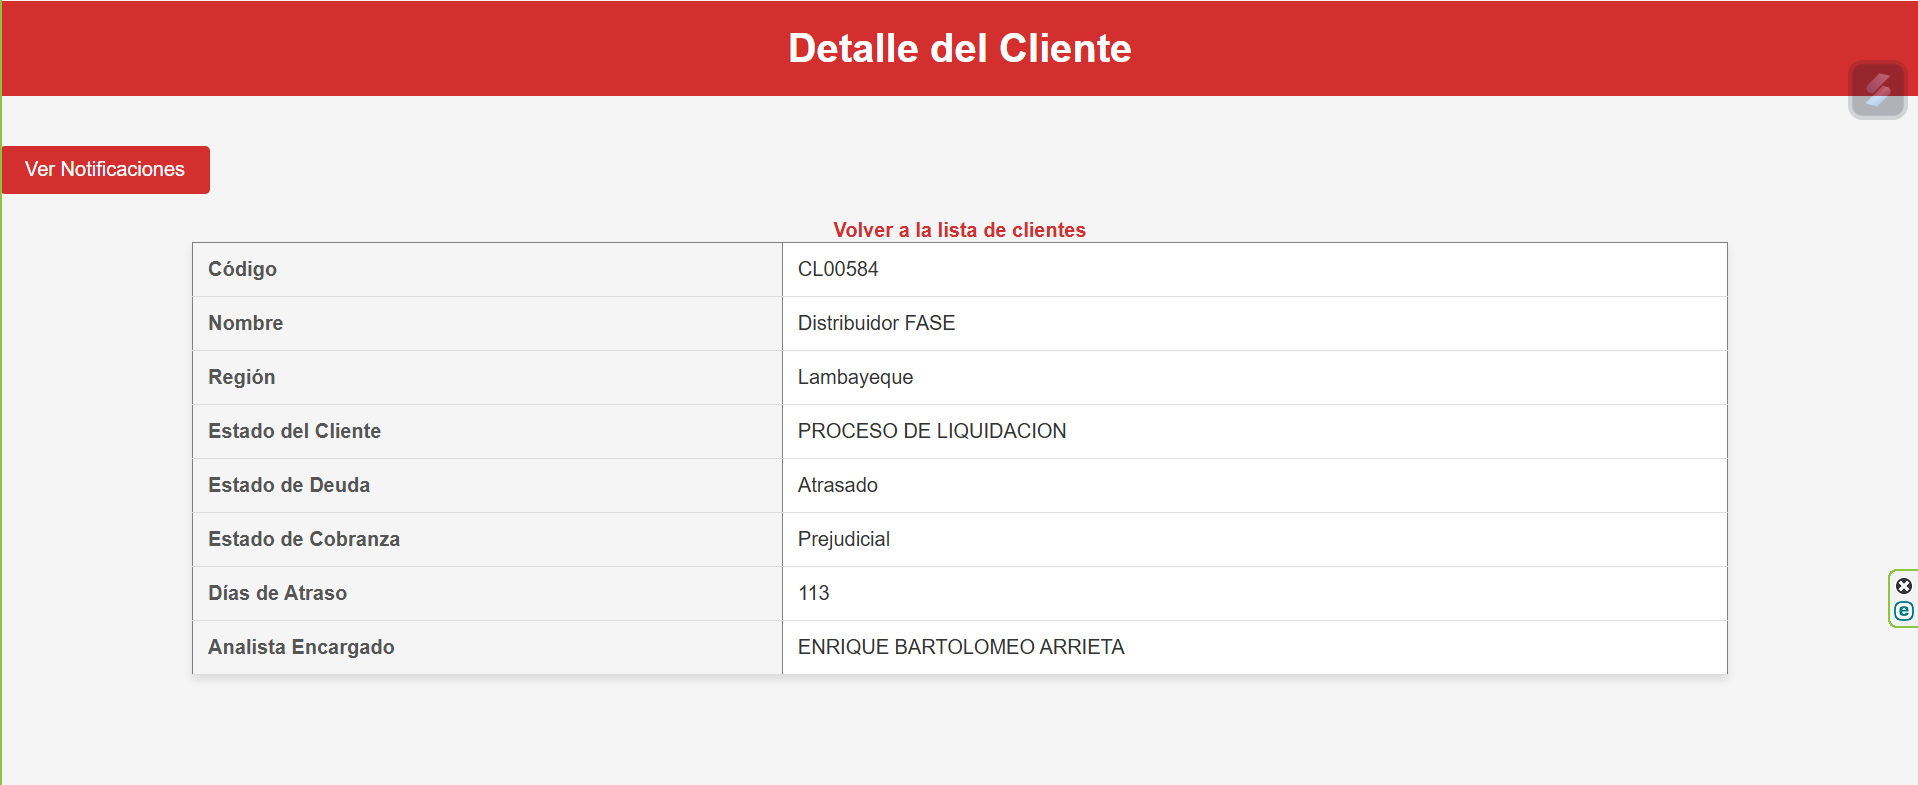 Detalle del Cliente
Ver Notificaciones
Volver a la lista de clientes
Código CL00584
Nombre Distribuidor FASE
Región Lambayeque
Estado del Cliente PROCESO DE LIQUIDACION
Estado de Deuda Atrasado
Estado de Cobranza Prejudicial
Días de Atraso 113
Analista Encargado ENRIQUE BARTOLOMEO ARRIETA
e